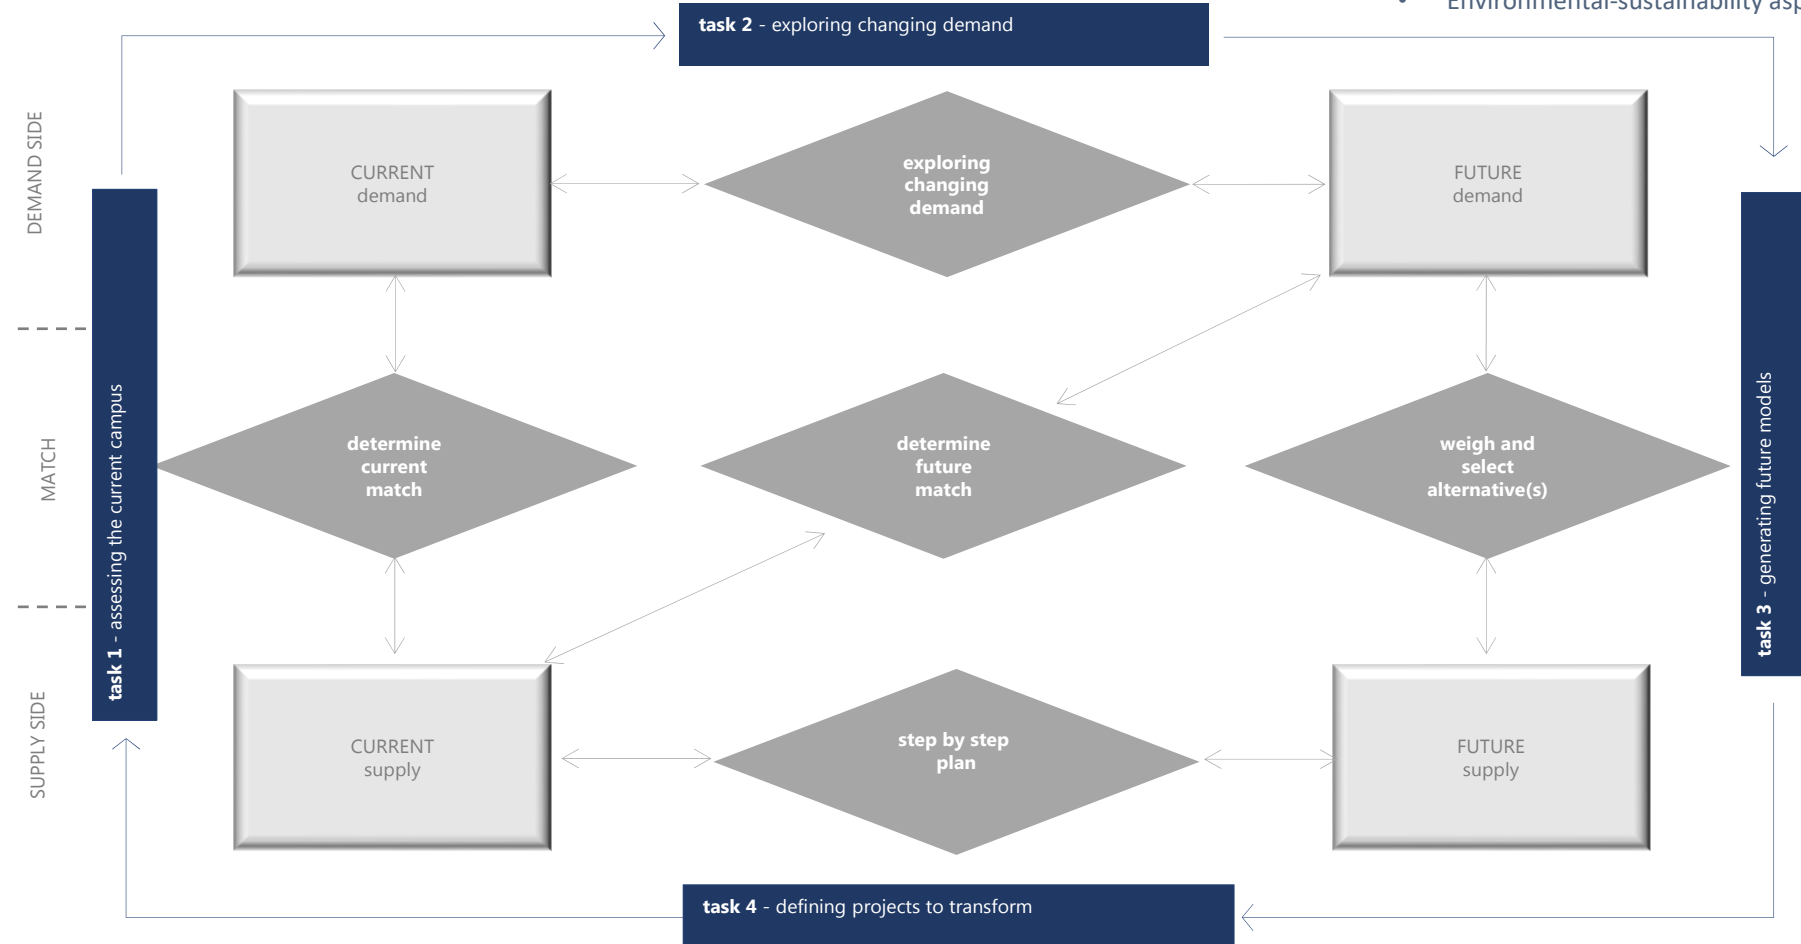 Environmental-sustainability
task 2 - exploring changing demand
DEMAND SIDE
CURRENT
demand
exploring
changing
demand
FUTURE
demand
task 1 - assessing the current campus
MATCH
determine
current
match
determine
future
match
weigh and
select
alternative(s)
task 3 - generating future models
SUPPLY SIDE
CURRENT
supply
step by step
plan
FUTURE
supply
task 4 - defining projects to transform